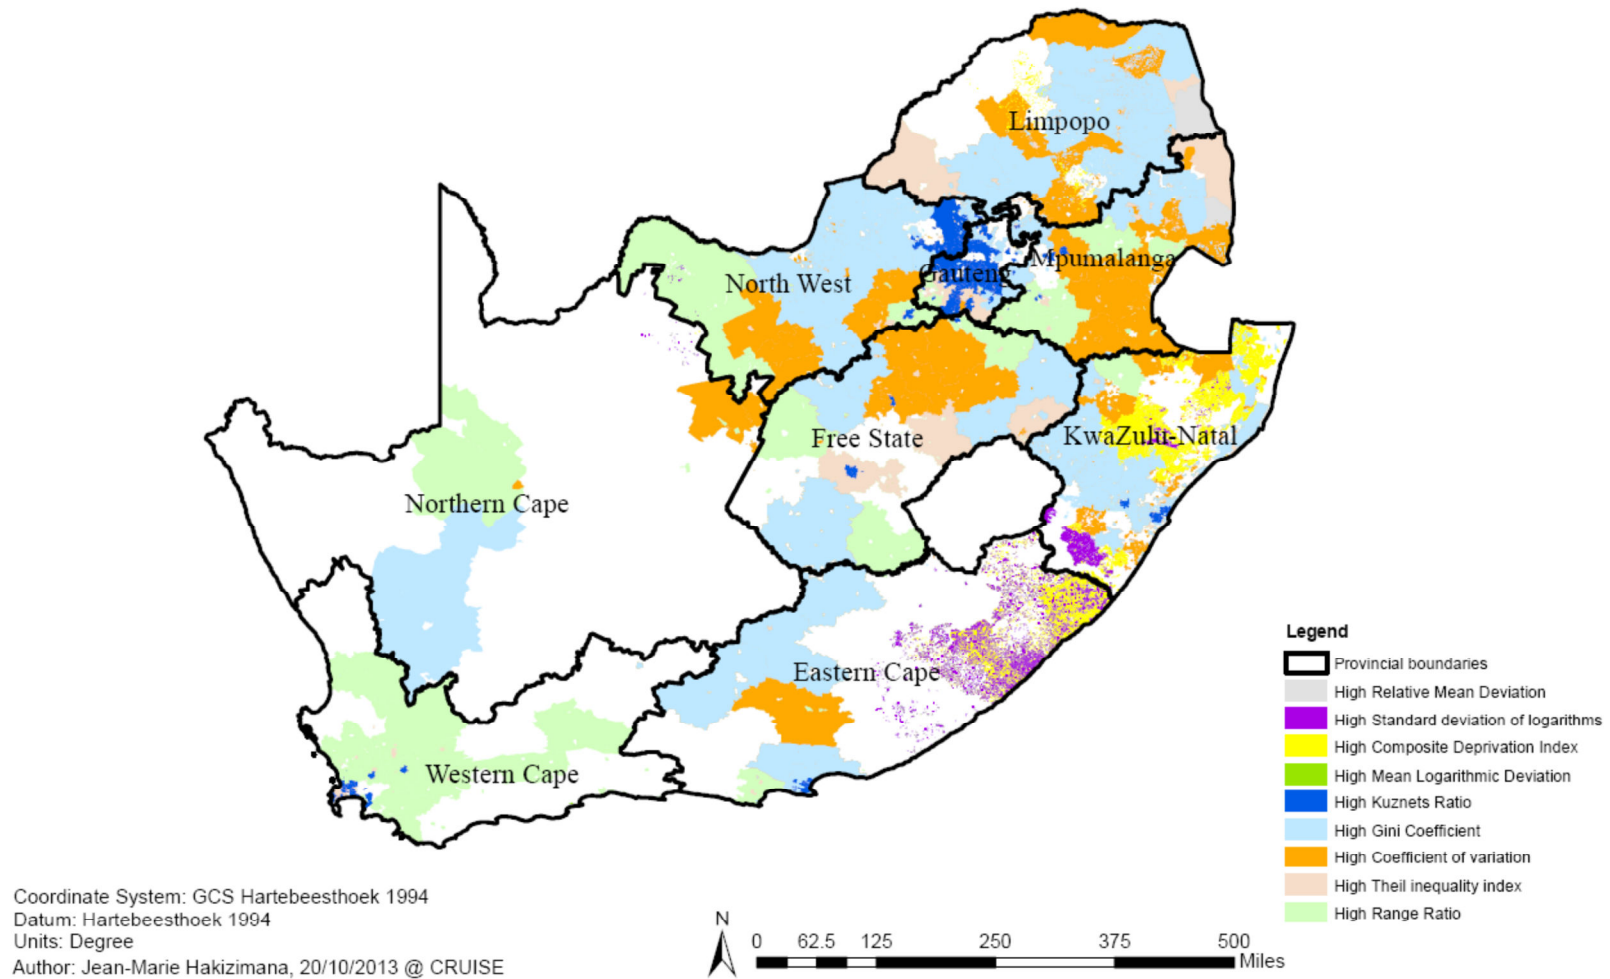 Limpopo
North West
Gauteng
Mpumalanga
Free State
KwaZulu-Natal
Northern Cape
Eastern Cape
Western Cape
Legend
Provincial boundaries
High Relative Mean Deviation
High Standard deviation of logarithms
High Composite Deprivation Index
High Mean Logarithmic Deviation
High Kuznets Ratio
High Gini Coefficient
High Coefficient of variation
High Theil inequality index
High Range Ratio
Coordinate System: GCS Hartebeesthoek 1994
Datum: Hartebeesthoek 1994
Units: Degree
Author: Jean-Marie Hakizimana, 20/10/2013 @ CRUISE
N
0 62.5 125 250 375 500
Miles